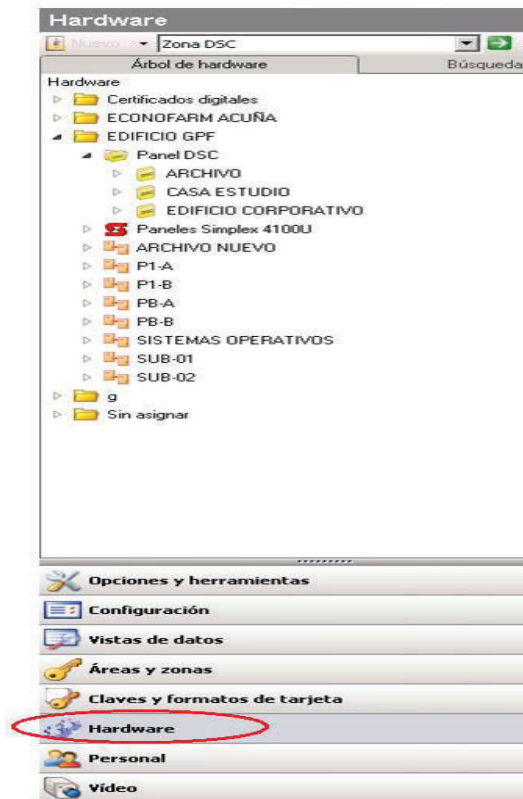 Hardware
Nuevo Zona DSC
Árbol de hardware Búsqueda
Hardware
Certificados digitales
ECONOFARM ACUÑA
EDIFICIO GPF
Panel DSC
ARCHIVO
CASA ESTUDIO
EDIFICIO CORPORATIVO
Paneles Simplex 4100U
ARCHIVO NUEVO
P1-A
P1-B
PB-A
PB-B
SISTEMAS OPERATIVOS
SUB-01
SUB-02
g
Sin asignar
Opciones y herramientas
Configuración
Vistas de datos
Áreas y zonas
Claves y formatos de tarjeta
Hardware
Personal
Vídeo